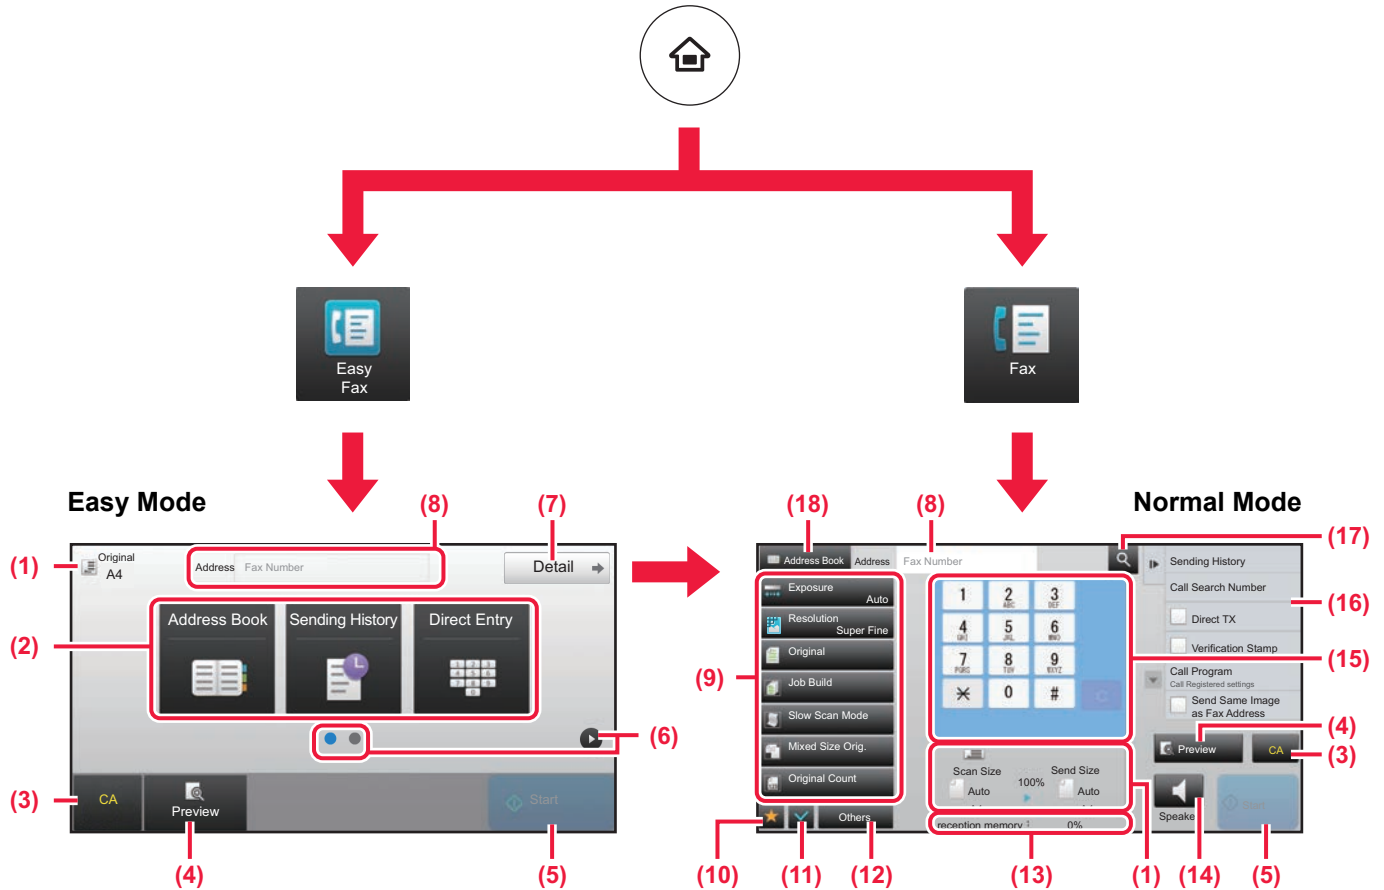 Easy
Fax
Fax
Easy Mode
Normal Mode
(8)
(7)
(18)
(8)
(17)
(1)
Original
A4
Address
Fax Number
Detail
Address Book
Sending History
Direct Entry
(2)
(6)
(3)
CA
Preview
Start
(4)
(5)
Address Book
Address
Fax Number
Sending History
Call Search Number
(16)
Direct TX
Verification Stamp
(15)
Call Program
Call Registered settings
Send Same Image
as Fax Address
(9)
Exposure
Auto
Resolution
Super Fine
Original
Job Build
Slow Scan Mode
Mixed Size Orig.
Original Count
Others
1
2
ABC
3
DEF
4
GHI
5
JKL
6
MNO
7
PQRS
8
TUV
9
WXYZ
0
#
C
Scan Size
Auto
100%
Send Size
Auto
reception memory :
0%
(4)
Preview
CA
(3)
Speaker
Start
(10)
(11)
(12)
(13)
(1)
(14)
(5)